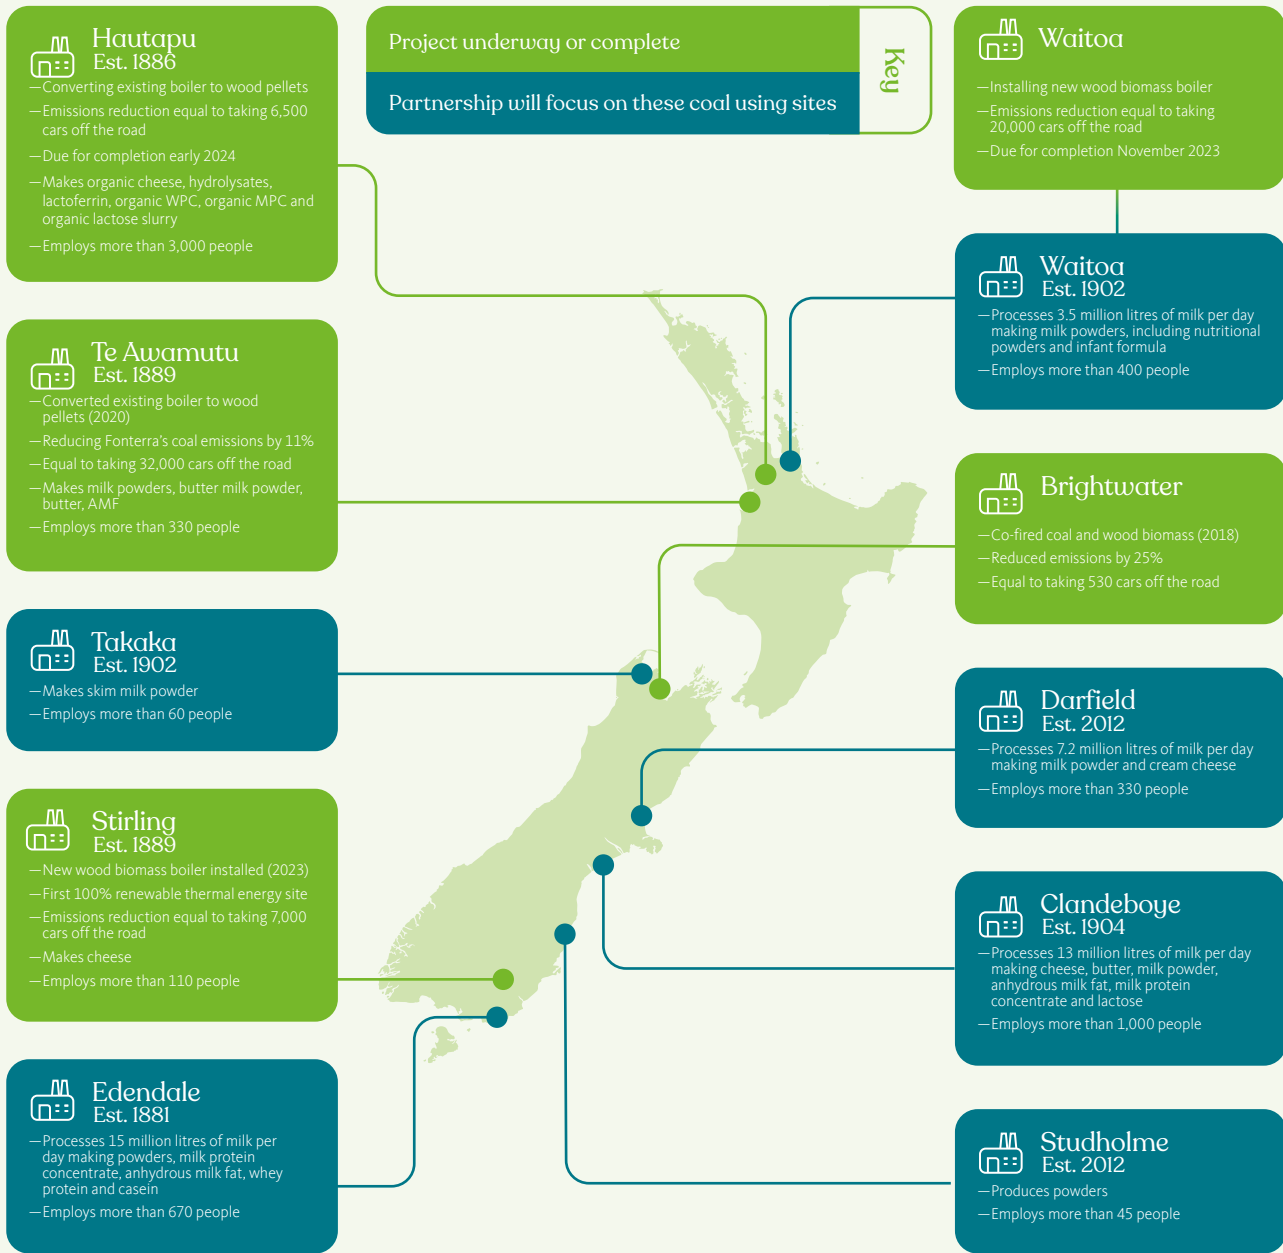 Hautapu
Est. 1886
—Converting existing boiler to wood pellets
—Emissions reduction equal to taking 6,500
cars off the road
—Due for completion early 2024
—Makes organic cheese, hydrolysates,
lactoferrin, organic WPC, organic MPC and
organic lactose slurry
—Employs more than 3,000 people
Te Awamutu
Est. 1889
—Converted existing boiler to wood
pellets (2020)
—Reducing Fonterra's coal emissions by 11%
—Equal to taking 32,000 cars off the road
—Makes milk powders, butter milk powder,
butter, AMF
—Employs more than 330 people
Takaka
Est. 1902
—Makes skim milk powder
—Employs more than 60 people
Stirling
Est. 1889
—New wood biomass boiler installed (2023)
—First 100% renewable thermal energy site
—Emissions reduction equal to taking 7,000
cars off the road
—Makes cheese
—Employs more than 110 people
Edendale
Est. 1881
—Processes 15 million litres of milk per
day making powders, milk protein
concentrate, anhydrous milk fat, whey
protein and casein
—Employs more than 670 people
Project underway or complete
Partnership will focus on these coal using sites
Key
Waitoa
—Installing new wood biomass boiler
—Emissions reduction equal to taking
20,000 cars off the road
—Due for completion November 2023
Waitoa
Est. 1902
—Processes 3.5 million litres of milk per day
making milk powders, including nutritional
powders and infant formula
—Employs more than 400 people
Brightwater
—Co-fired coal and wood biomass (2018)
—Reduced emissions by 25%
—Equal to taking 530 cars off the road
Darfield
Est. 2012
—Processes 7.2 million litres of milk per day
making milk powder and cream cheese
—Employs more than 330 people
Clandeboye
Est. 1904
—Processes 13 million litres of milk per day
making cheese, butter, milk powder,
anhydrous milk fat, milk protein
concentrate and lactose
—Employs more than 1,000 people
Studholme
Est. 2012
—Produces powders
—Employs more than 45 people